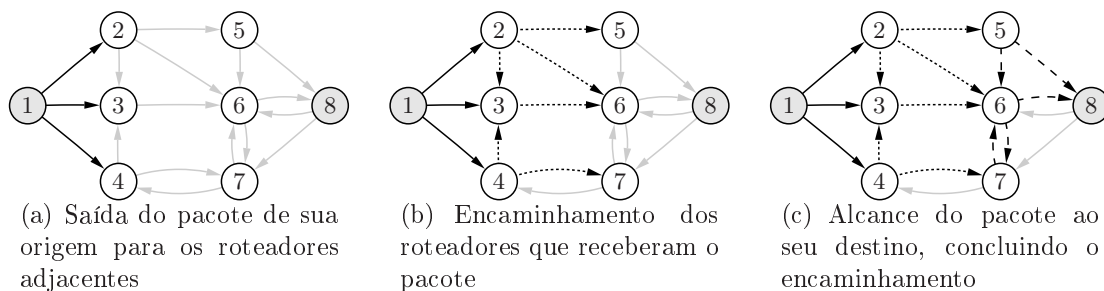 2
5
1
3
6
8
4
7
(a) Saída do pacote de sua
origem para os roteadores
adjacentes
2
5
1
3
6
8
4
7
(b) Encaminhamento dos
roteadores que receberam o
pacote
2
5
1
3
6
8
4
7
(c) Alcance do pacote ao
seu destino, concluindo o
encaminhamento